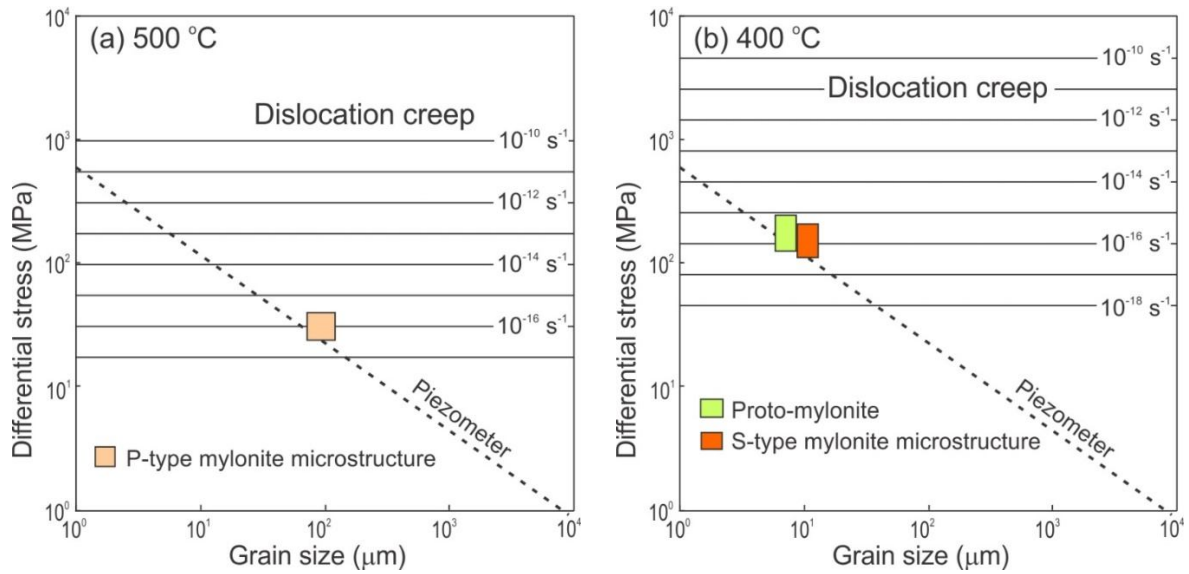 (a) 500 °C
Dislocation creep
10⁻¹⁰ s⁻¹
10⁻¹² s⁻¹
10⁻¹⁴ s⁻¹
10⁻¹⁶ s⁻¹
Piezometer
P-type mylonite microstructure
Differential stress (MPa)
10⁴
10³
10²
10¹
10⁰
10⁰ 10¹ 10² 10³ 10⁴
Grain size (μm)
(b) 400 °C
10⁻¹⁰ s⁻¹
Dislocation creep
10⁻¹² s⁻¹
10⁻¹⁴ s⁻¹
10⁻¹⁶ s⁻¹
10⁻¹⁸ s⁻¹
Piezometer
Proto-mylonite
S-type mylonite microstructure
Differential stress (MPa)
10⁴
10³
10²
10¹
10⁰
10⁰ 10¹ 10² 10³ 10⁴
Grain size (μm)